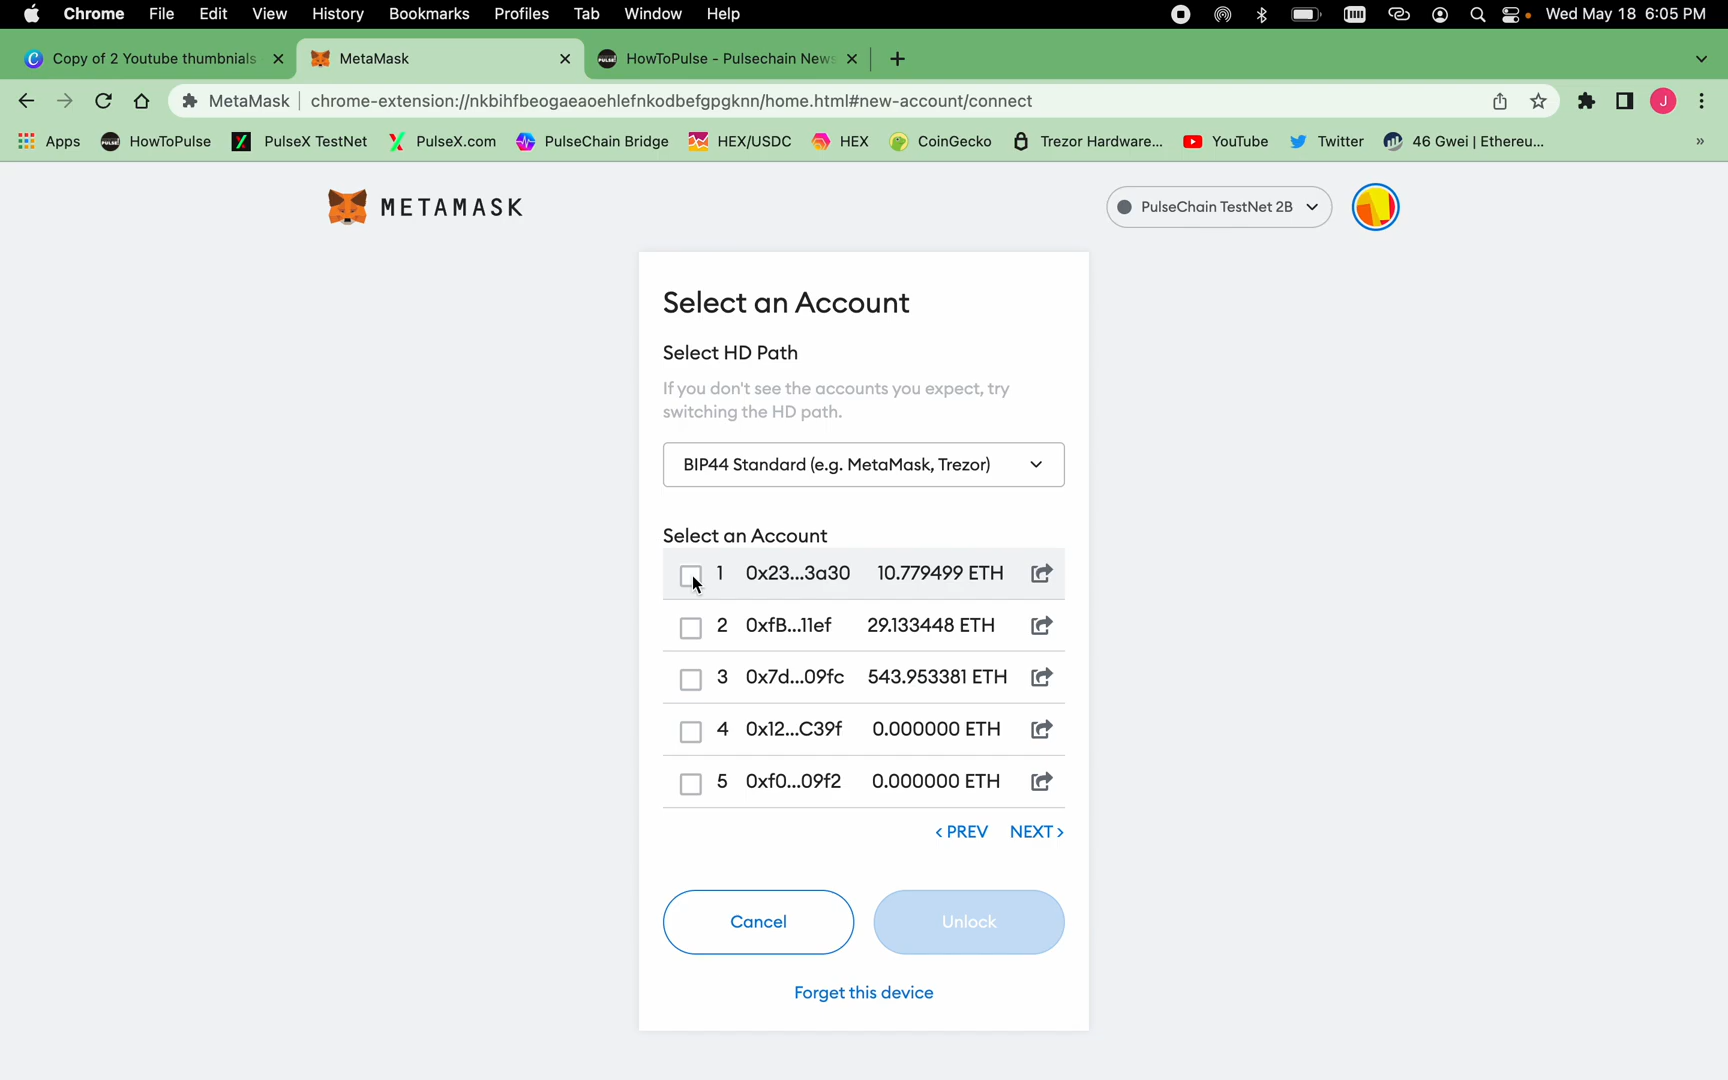 Chrome File Edit View History Bookmarks Profiles Tab Window Help Wed May 18 6:05 PM
Copy of 2 Youtube thumbnials MetaMask HowToPulse - Pulsechain News
MetaMask chrome-extension://nkbihfbeogaeaoehlefnkodbefgpgknn/home.html#new-account/connect J
Apps HowToPulse PulseX TestNet PulseX.com PulseChain Bridge HEX/USDC HEX CoinGecko Trezor Hardware... YouTube Twitter 46 Gwei | Ethereu... »
METAMASK PulseChain TestNet 2B
Select an Account
Select HD Path
If you don't see the accounts you expect, try
switching the HD path.
BIP44 Standard (e.g. MetaMask, Trezor)
Select an Account
1 0x23...3a30 10.779499 ETH
2 0xfB...11ef 29.133448 ETH
3 0x7d...09fc 543.953381 ETH
4 0x12...C39f 0.000000 ETH
5 0xf0...09f2 0.000000 ETH
< PREV NEXT >
Cancel Unlock
Forget this device